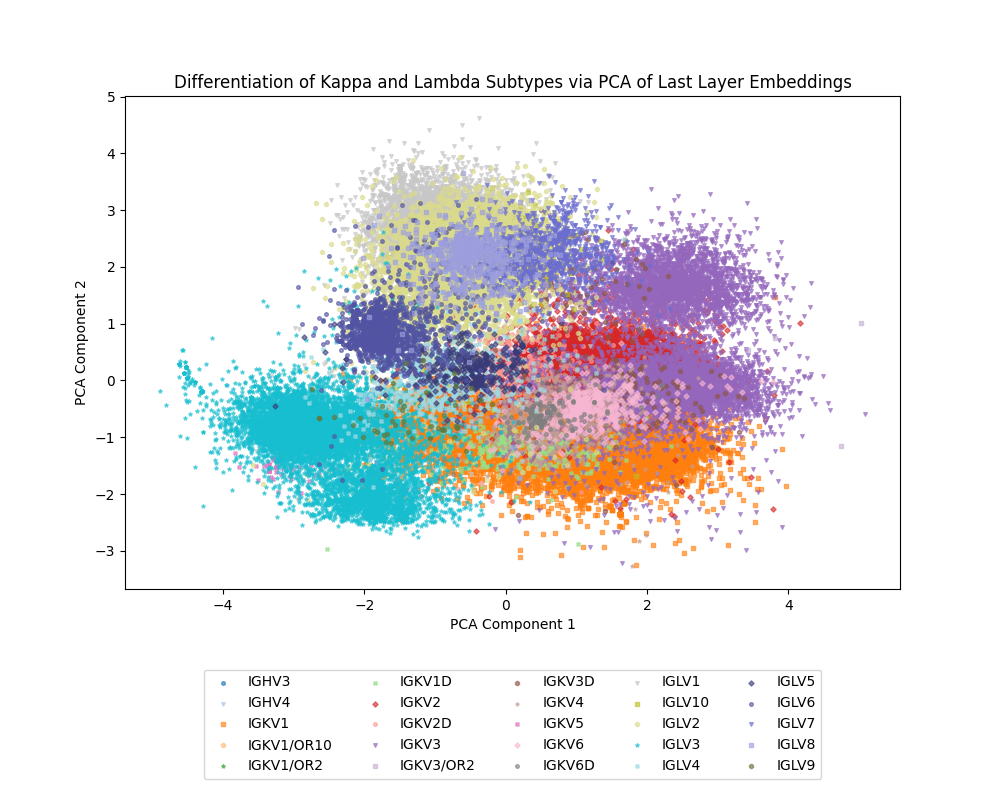 Differentiation of Kappa and Lambda Subtypes via PCA of Last Layer Embeddings
PCA Component 2
5
4
3
2
1
0
−1
−2
−3
−4 −2 0 2 4
PCA Component 1
IGHV3 IGKV1D IGKV3D IGLV1 IGLV5
IGHV4 IGKV2 IGKV4 IGLV10 IGLV6
IGKV1 IGKV2D IGKV5 IGLV2 IGLV7
IGKV1/OR10 IGKV3 IGKV6 IGLV3 IGLV8
IGKV1/OR2 IGKV3/OR2 IGKV6D IGLV4 IGLV9